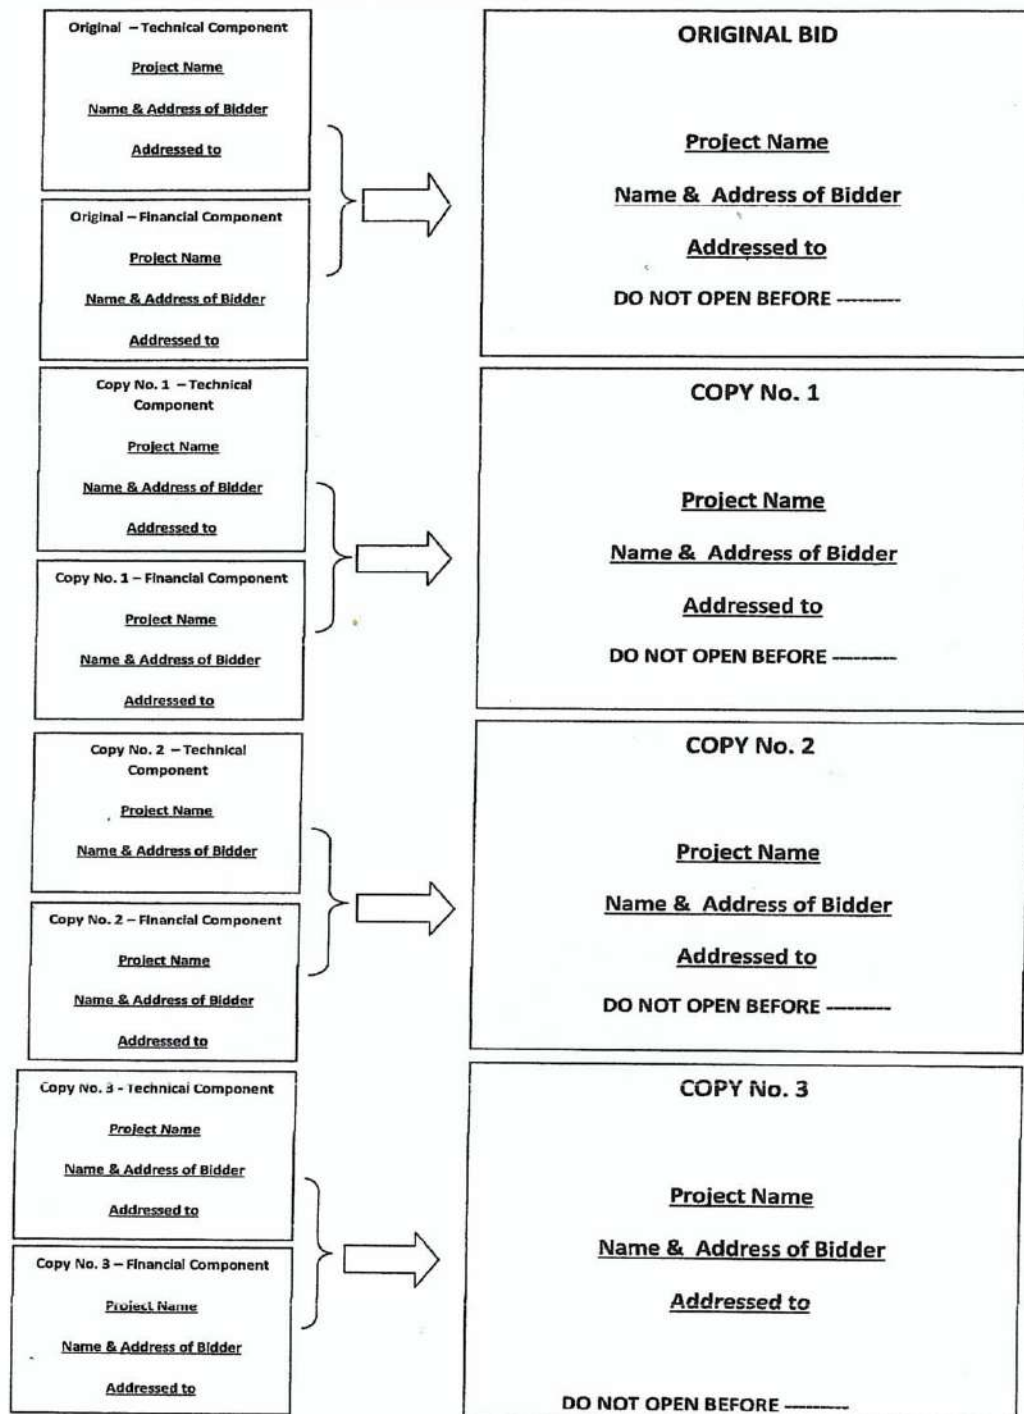 Original – Technical Component
Project Name
Name & Address of Bidder
Addressed to
Original – Financial Component
Project Name
Name & Address of Bidder
Addressed to
ORIGINAL BID
Project Name
Name & Address of Bidder
Addressed to
DO NOT OPEN BEFORE ---------
Copy No. 1 – Technical
Component
Project Name
Name & Address of Bidder
Addressed to
Copy No. 1 – Financial Component
Project Name
Name & Address of Bidder
Addressed to
COPY No. 1
Project Name
Name & Address of Bidder
Addressed to
DO NOT OPEN BEFORE ---------
Copy No. 2 – Technical
Component
Project Name
Name & Address of Bidder
Copy No. 2 – Financial Component
Project Name
Name & Address of Bidder
Addressed to
COPY No. 2
Project Name
Name & Address of Bidder
Addressed to
DO NOT OPEN BEFORE ---------
Copy No. 3 - Technical Component
Project Name
Name & Address of Bidder
Addressed to
Copy No. 3 – Financial Component
Project Name
Name & Address of Bidder
Addressed to
COPY No. 3
Project Name
Name & Address of Bidder
Addressed to
DO NOT OPEN BEFORE ---------